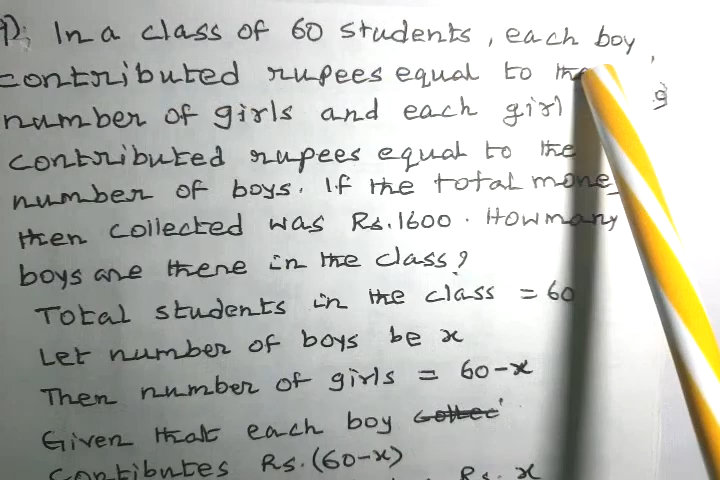 1). In a class of 60 students, each boy
contributed rupees equal to the
number of girls and each girl
contributed rupees equal to the
number of boys. If the total mone
then collected was Rs.1600. How many
boys are there in the class?
Total students in the class = 60
Let number of boys be x
Then number of girls = 60-x
Given that each boy
Contibutes Rs.(60-x)
Rs. x